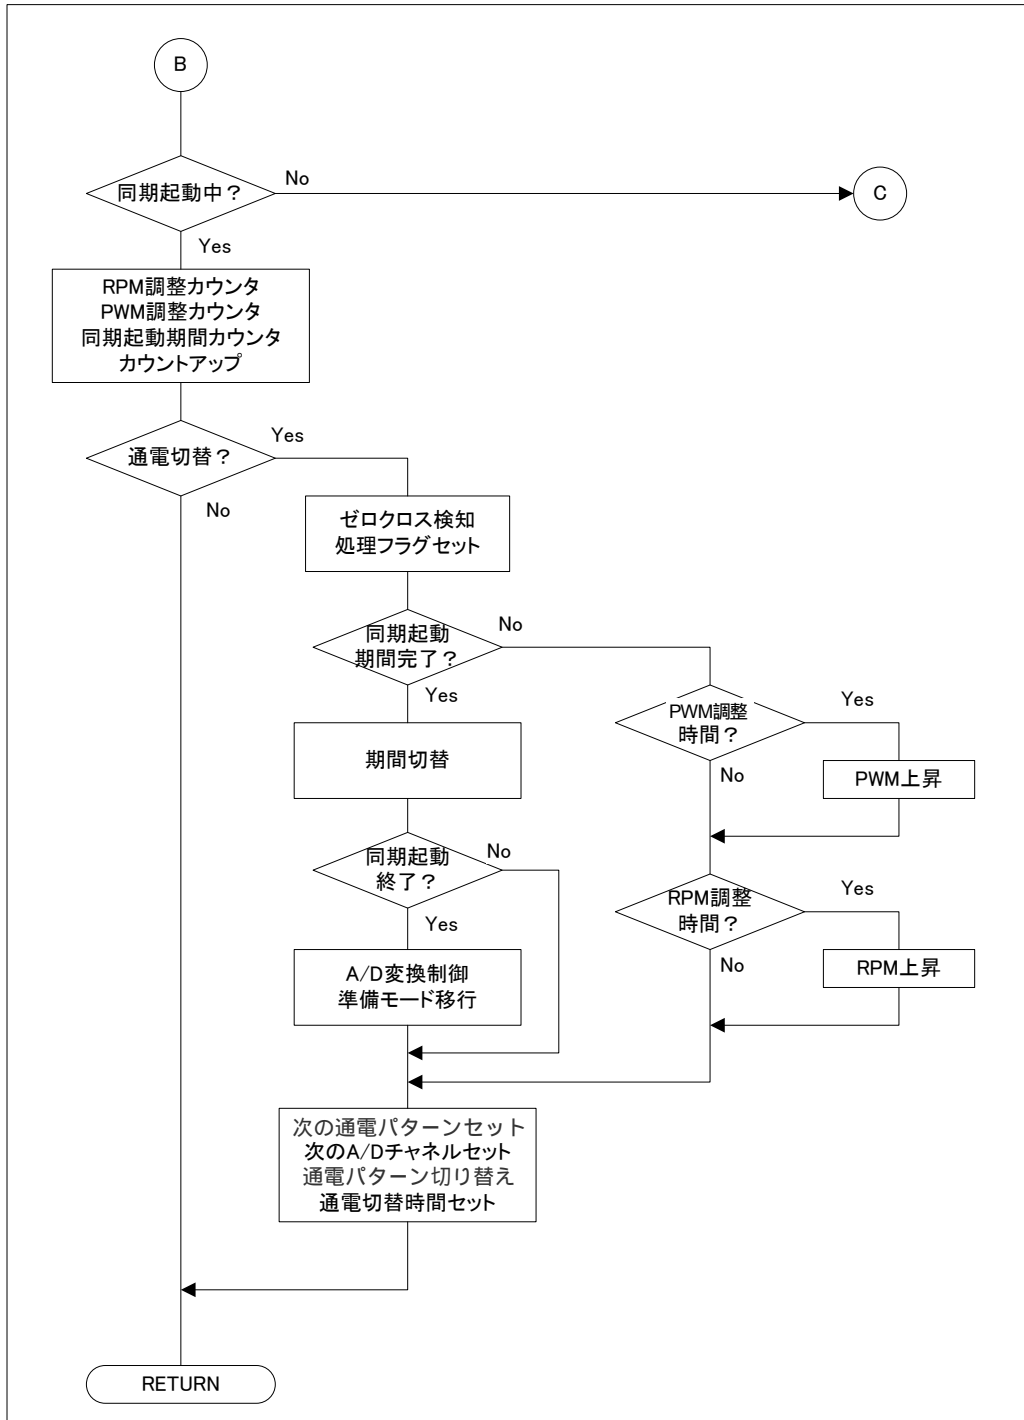 B
同期起動中？
No
C
Yes
RPM調整カウンタ
PWM調整カウンタ
同期起動期間カウンタ
カウントアップ
通電切替？
Yes
No
ゼロクロス検知
処理フラグセット
同期起動
期間完了？
No
Yes
PWM調整
時間？
Yes
No
期間切替
PWM上昇
同期起動
終了？
No
Yes
RPM調整
時間？
Yes
No
A/D変換制御
準備モード移行
RPM上昇
次の通電パターンセット
次のA/Dチャネルセット
通電パターン切り替え
通電切替時間セット
RETURN